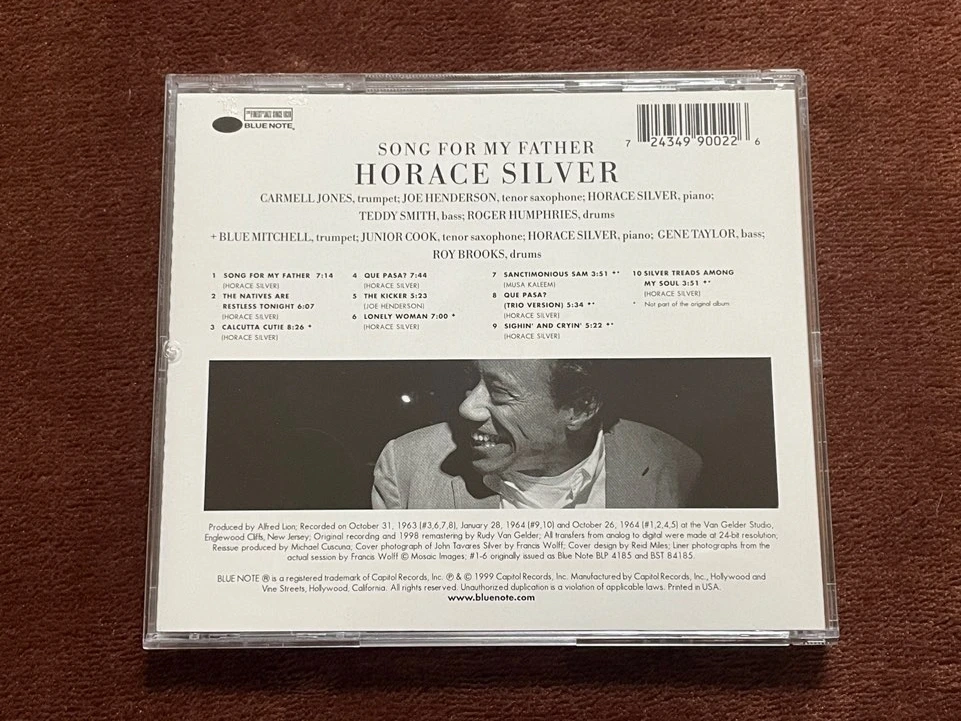 THE FINEST IN JAZZ SINCE 1939
BLUE NOTE®
7 24349 90022 6
SONG FOR MY FATHER
HORACE SILVER
CARMELL JONES, trumpet; JOE HENDERSON, tenor saxophone; HORACE SILVER, piano;
TEDDY SMITH, bass; ROGER HUMPHRIES, drums
+ BLUE MITCHELL, trumpet; JUNIOR COOK, tenor saxophone; HORACE SILVER, piano; GENE TAYLOR, bass;
ROY BROOKS, drums
1 SONG FOR MY FATHER 7:14
(HORACE SILVER)
2 THE NATIVES ARE
RESTLESS TONIGHT 6:07
(HORACE SILVER)
3 CALCUTTA CUTIE 8:26 +
(HORACE SILVER)
4 QUE PASA? 7:44
(HORACE SILVER)
5 THE KICKER 5:23
(JOE HENDERSON)
6 LONELY WOMAN 7:00 +
(HORACE SILVER)
7 SANCTIMONIOUS SAM 3:51 +*
(MUSA KALEEM)
8 QUE PASA?
(TRIO VERSION) 5:34 +*
(HORACE SILVER)
9 SIGHIN' AND CRYIN' 5:22 +*
(HORACE SILVER)
10 SILVER TREADS AMONG
MY SOUL 3:51 +*
(HORACE SILVER)
* Not part of the original album
Produced by Alfred Lion; Recorded on October 31, 1963 (#3,6,7,8), January 28, 1964 (#9,10) and October 26, 1964 (#1,2,4,5) at the Van Gelder Studio,
Englewood Cliffs, New Jersey; Original recording and 1998 remastering by Rudy Van Gelder; All transfers from analog to digital were made at 24-bit resolution;
Reissue produced by Michael Cuscuna; Cover photograph of John Tavares Silver by Francis Wolff; Cover design by Reid Miles; Liner photographs from the
actual session by Francis Wolff © Mosaic Images; #1-6 originally issued as Blue Note BLP 4185 and BST 84185.
BLUE NOTE ® is a registered trademark of Capitol Records, Inc. ℗ & © 1999 Capitol Records, Inc. Manufactured by Capitol Records, Inc., Hollywood and
Vine Streets, Hollywood, California. All rights reserved. Unauthorized duplication is a violation of applicable laws. Printed in USA.
www.bluenote.com